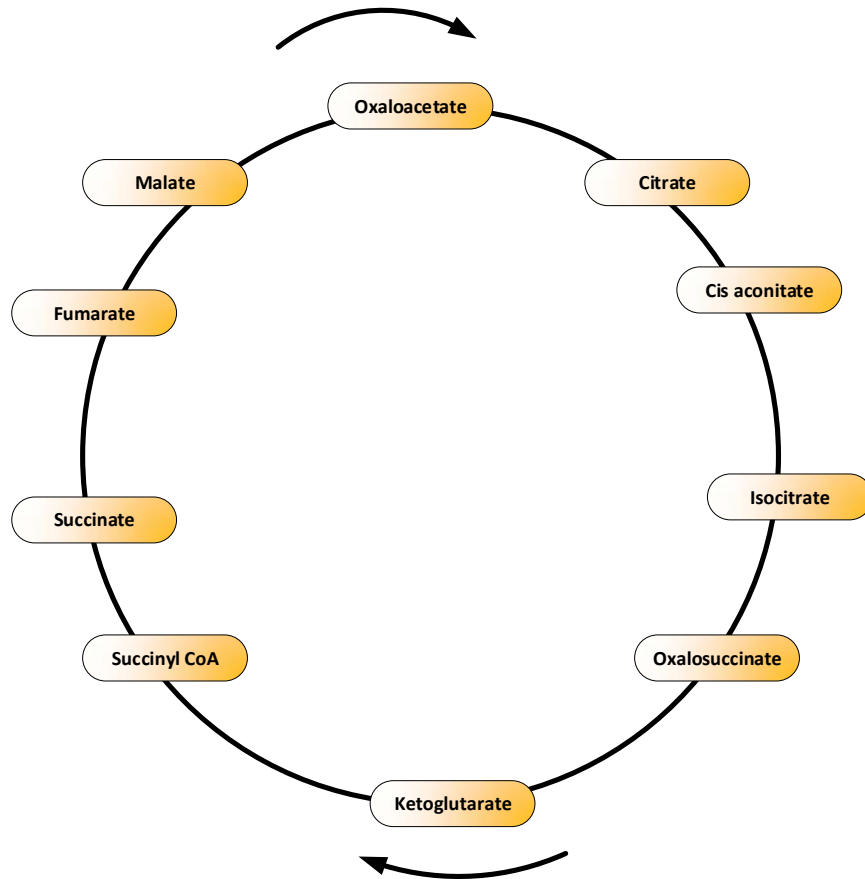 Oxaloacetate
Malate
Citrate
Cis aconitate
Fumarate
Isocitrate
Succinate
Succinyl CoA
Oxalosuccinate
Ketoglutarate